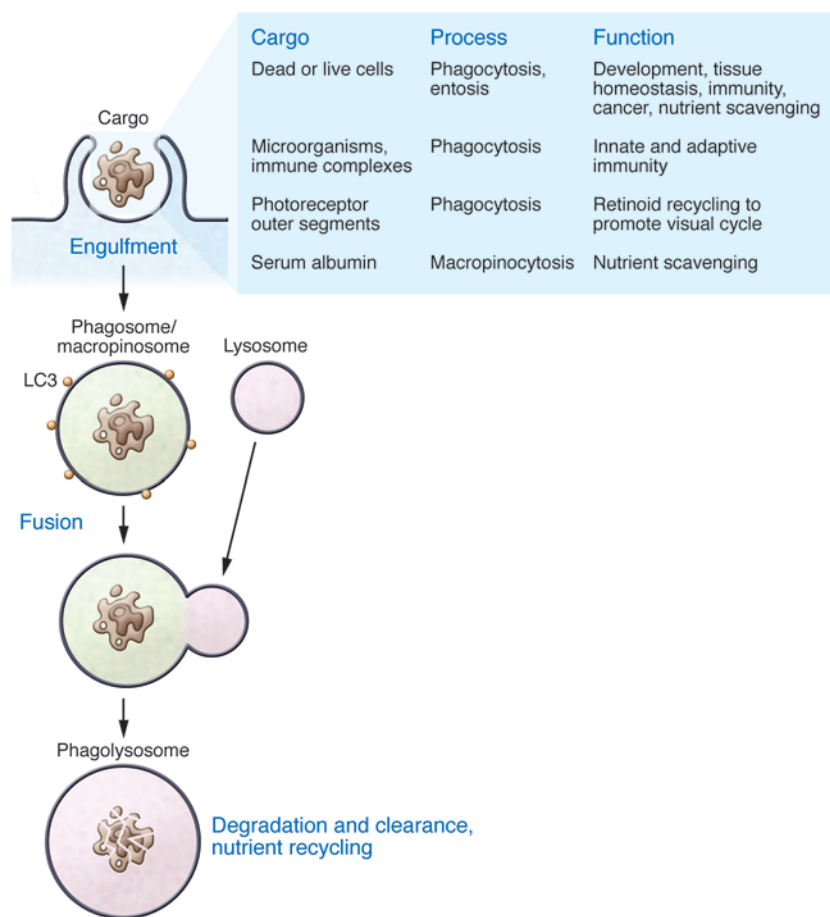 Cargo Process Function
Dead or live cells Phagocytosis, Development, tissue
entosis homeostasis, immunity,
cancer, nutrient scavenging
Cargo
Microorganisms, Phagocytosis Innate and adaptive
immune complexes immunity
Photoreceptor Phagocytosis Retinoid recycling to
outer segments promote visual cycle
Engulfment
Serum albumin Macropinocytosis Nutrient scavenging
Phagosome/
macropinosome Lysosome
LC3
Fusion
Phagolysosome
Degradation and clearance,
nutrient recycling